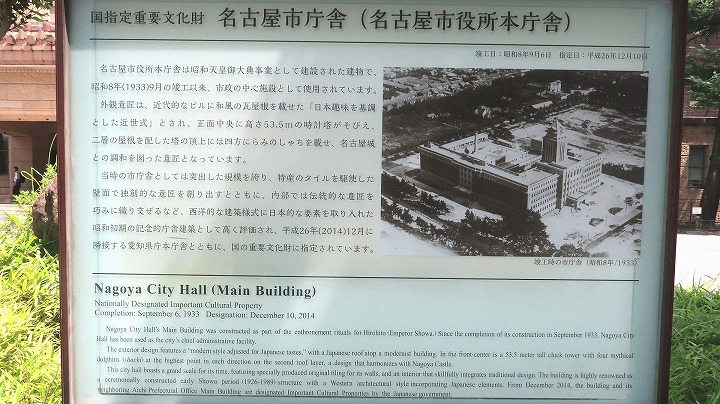 国指定重要文化財 名古屋市庁舎（名古屋市役所本庁舎）
竣工日：昭和8年9月6日 指定日：平成26年12月10日
名古屋市役所本庁舎は昭和天皇御大典事業として建設された建物で、
昭和8年(1933)9月の竣工以来、市政の中心施設として使用されています。
外観意匠は、近代的なビルに和風の瓦屋根を載せた「日本趣味を基調
とした近世式」とされ、正面中央に高さ53.5mの時計塔がそびえ、
二層の屋根を配した塔の頂上には四方にらみのしゃちを載せ、名古屋城
との調和を図った意匠となっています。
当時の市庁舎としては突出した規模を誇り、特産のタイルを駆使した
壁面で独創的な意匠を創り出すとともに、内部では伝統的な意匠を
巧みに織り交ぜるなど、西洋的な建築様式に日本的な要素を取り入れた
昭和初期の記念的庁舎建築として高く評価され、平成26年(2014)12月に
隣接する愛知県庁本庁舎とともに、国の重要文化財に指定されています。
竣工時の市庁舎（昭和8年/1933）
Nagoya City Hall (Main Building)
Nationally Designated Important Cultural Property
Completion: September 6, 1933 Designation: December 10, 2014
Nagoya City Hall's Main Building was constructed as part of the enthronement rituals for Hirohito (Emperor Showa.) Since the completion of its construction in September 1933, Nagoya City
Hall has been used as the city's chief administrative facility.
The exterior design features a "modern style adjusted for Japanese tastes," with a Japanese roof atop a modernist building. In the front-center is a 53.5 meter tall clock tower with four mythical
dolphins (shachi) at the highest point in each direction on the second roof layer, a design that harmonizes with Nagoya Castle.
This city hall boasts a grand scale for its time, featuring specially produced original tiling for its walls, and an interior that skillfully integrates traditional design. The building is highly renowned as
a ceremonially constructed early Showa period (1926-1989) structure with a Western architectural style incorporating Japanese elements. From December 2014, the building and its
neighboring Aichi Prefectural Office Main Building are designated Important Cultural Properties by the Japanese government.